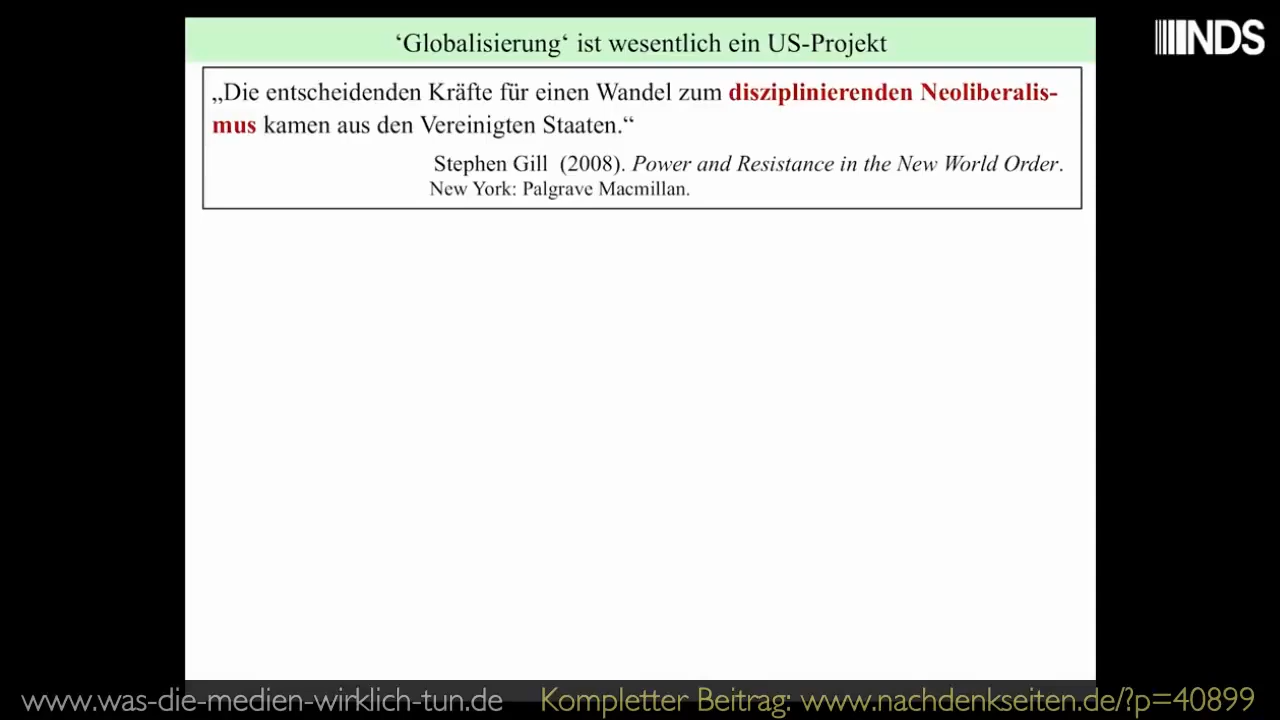 ‘Globalisierung‘ ist wesentlich ein US-Projekt
NDS
„Die entscheidenden Kräfte für einen Wandel zum disziplinierenden Neoliberalis-
mus kamen aus den Vereinigten Staaten.“
Stephen Gill (2008). Power and Resistance in the New World Order.
New York: Palgrave Macmillan.
www.was-die-medien-wirklich-tun.de Kompletter Beitrag: www.nachdenkseiten.de/?p=40899